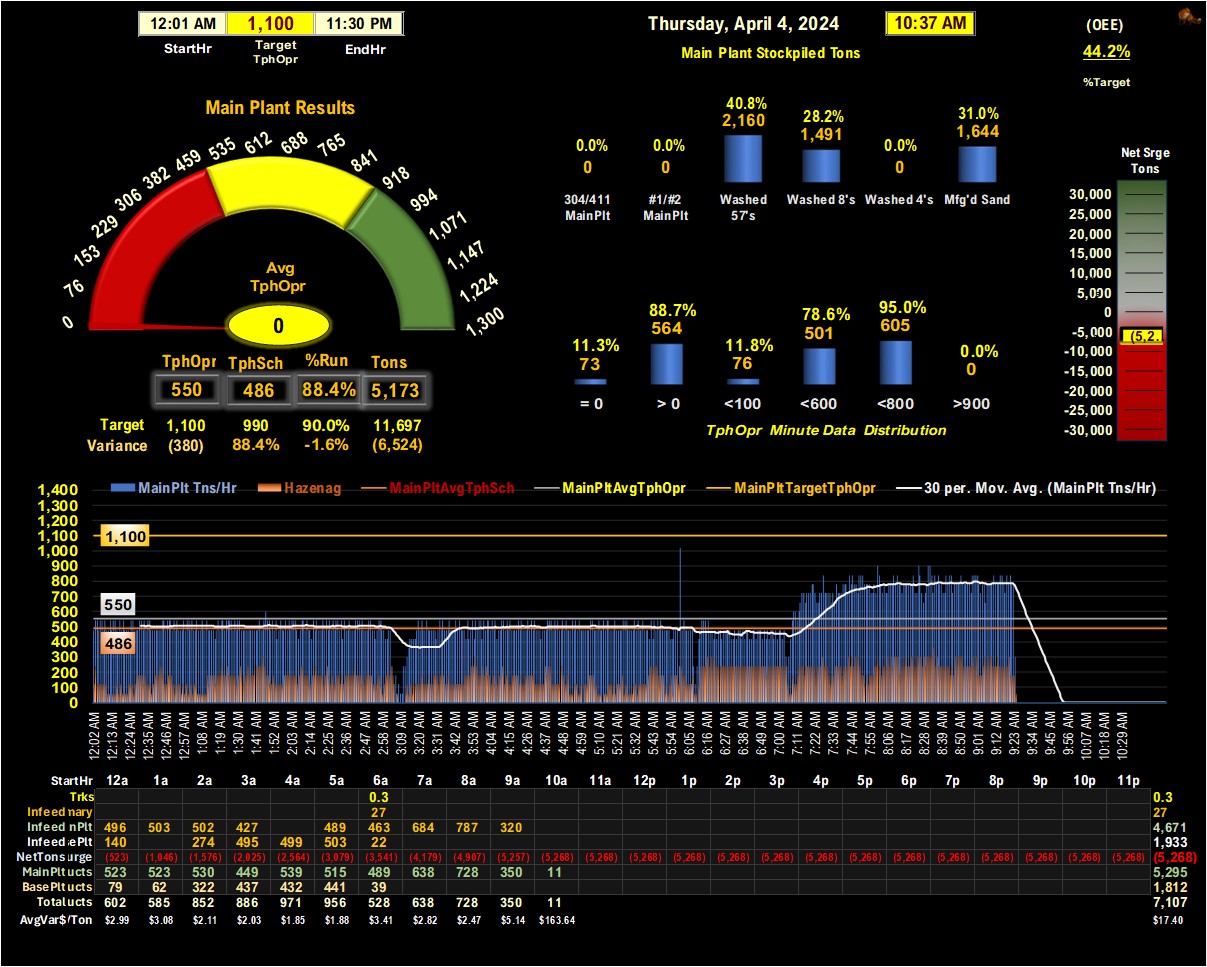 12:01 AM 1,100 11:30 PM
StartHr Target TphOpr EndHr
Thursday, April 4, 2024 10:37 AM
Main Plant Stockpiled Tons
(OEE)
44.2%
%Target
Main Plant Results
0 76 153 229 306 382 459 535 612 688 765 841 918 994 1,071 1,147 1,224 1,300
Avg
TphOpr
0
TphOpr TphSch %Run Tons
550 486 88.4% 5,173
Target 1,100 990 90.0% 11,697
Variance (380) 88.4% -1.6% (6,524)
0.0% 0.0% 40.8% 28.2% 0.0% 31.0%
0 0 2,160 1,491 0 1,644
304/411 MainPlt #1/#2 MainPlt Washed 57's Washed 8's Washed 4's Mfg'd Sand
11.3% 88.7% 11.8% 78.6% 95.0% 0.0%
73 564 76 501 605 0
= 0 > 0 <100 <600 <800 >900
TphOpr Minute Data Distribution
Net Srge
Tons
30,000
25,000
20,000
15,000
10,000
5,000
0
-5,000
(5,2..
-10,000
-15,000
-20,000
-25,000
-30,000
MainPlt Tns/Hr Hazenag MainPltAvgTphSch MainPltAvgTphOpr MainPltTargetTphOpr 30 per. Mov. Avg. (MainPlt Tns/Hr)
1,400
1,300
1,200
1,100
1,000
900
800
700
600
500
400
300
200
100
0
1,100
550
486
12:02 AM 12:13 AM 12:24 AM 12:35 AM 12:46 AM 12:57 AM 1:08 AM 1:19 AM 1:30 AM 1:41 AM 1:52 AM 2:03 AM 2:14 AM 2:25 AM 2:36 AM 2:47 AM 2:58 AM 3:09 AM 3:20 AM 3:31 AM 3:42 AM 3:53 AM 4:04 AM 4:15 AM 4:26 AM 4:37 AM 4:48 AM 4:59 AM 5:10 AM 5:21 AM 5:32 AM 5:43 AM 5:54 AM 6:05 AM 6:16 AM 6:27 AM 6:38 AM 6:49 AM 7:00 AM 7:11 AM 7:22 AM 7:33 AM 7:44 AM 7:55 AM 8:06 AM 8:17 AM 8:28 AM 8:39 AM 8:50 AM 9:01 AM 9:12 AM 9:23 AM 9:34 AM 9:45 AM 9:56 AM 10:07 AM 10:18 AM 10:29 AM
StartHr 12a 1a 2a 3a 4a 5a 6a 7a 8a 9a 10a 11a 12p 1p 2p 3p 4p 5p 6p 7p 8p 9p 10p 11p
Trks 0.3 0.3
Infeed mary 27 27
Infeed nPlt 496 503 502 427 489 463 684 787 320 4,671
Infeed ePlt 140 274 495 499 503 22 1,933
NetTons urge (523) (1,046) (1,576) (2,025) (2,564) (3,079) (3,541) (4,179) (4,907) (5,257) (5,268) (5,268) (5,268) (5,268) (5,268) (5,268) (5,268) (5,268) (5,268) (5,268) (5,268) (5,268) (5,268) (5,268) (5,268)
MainPlt ucts 523 523 530 449 539 515 489 638 728 350 11 5,295
BasePlt ucts 79 62 322 437 432 441 39 1,812
Total ucts 602 585 852 886 971 956 528 638 728 350 11 7,107
AvgVar$/Ton $2.99 $3.08 $2.11 $2.03 $1.85 $1.88 $3.41 $2.82 $2.47 $5.14 $163.64 $17.40